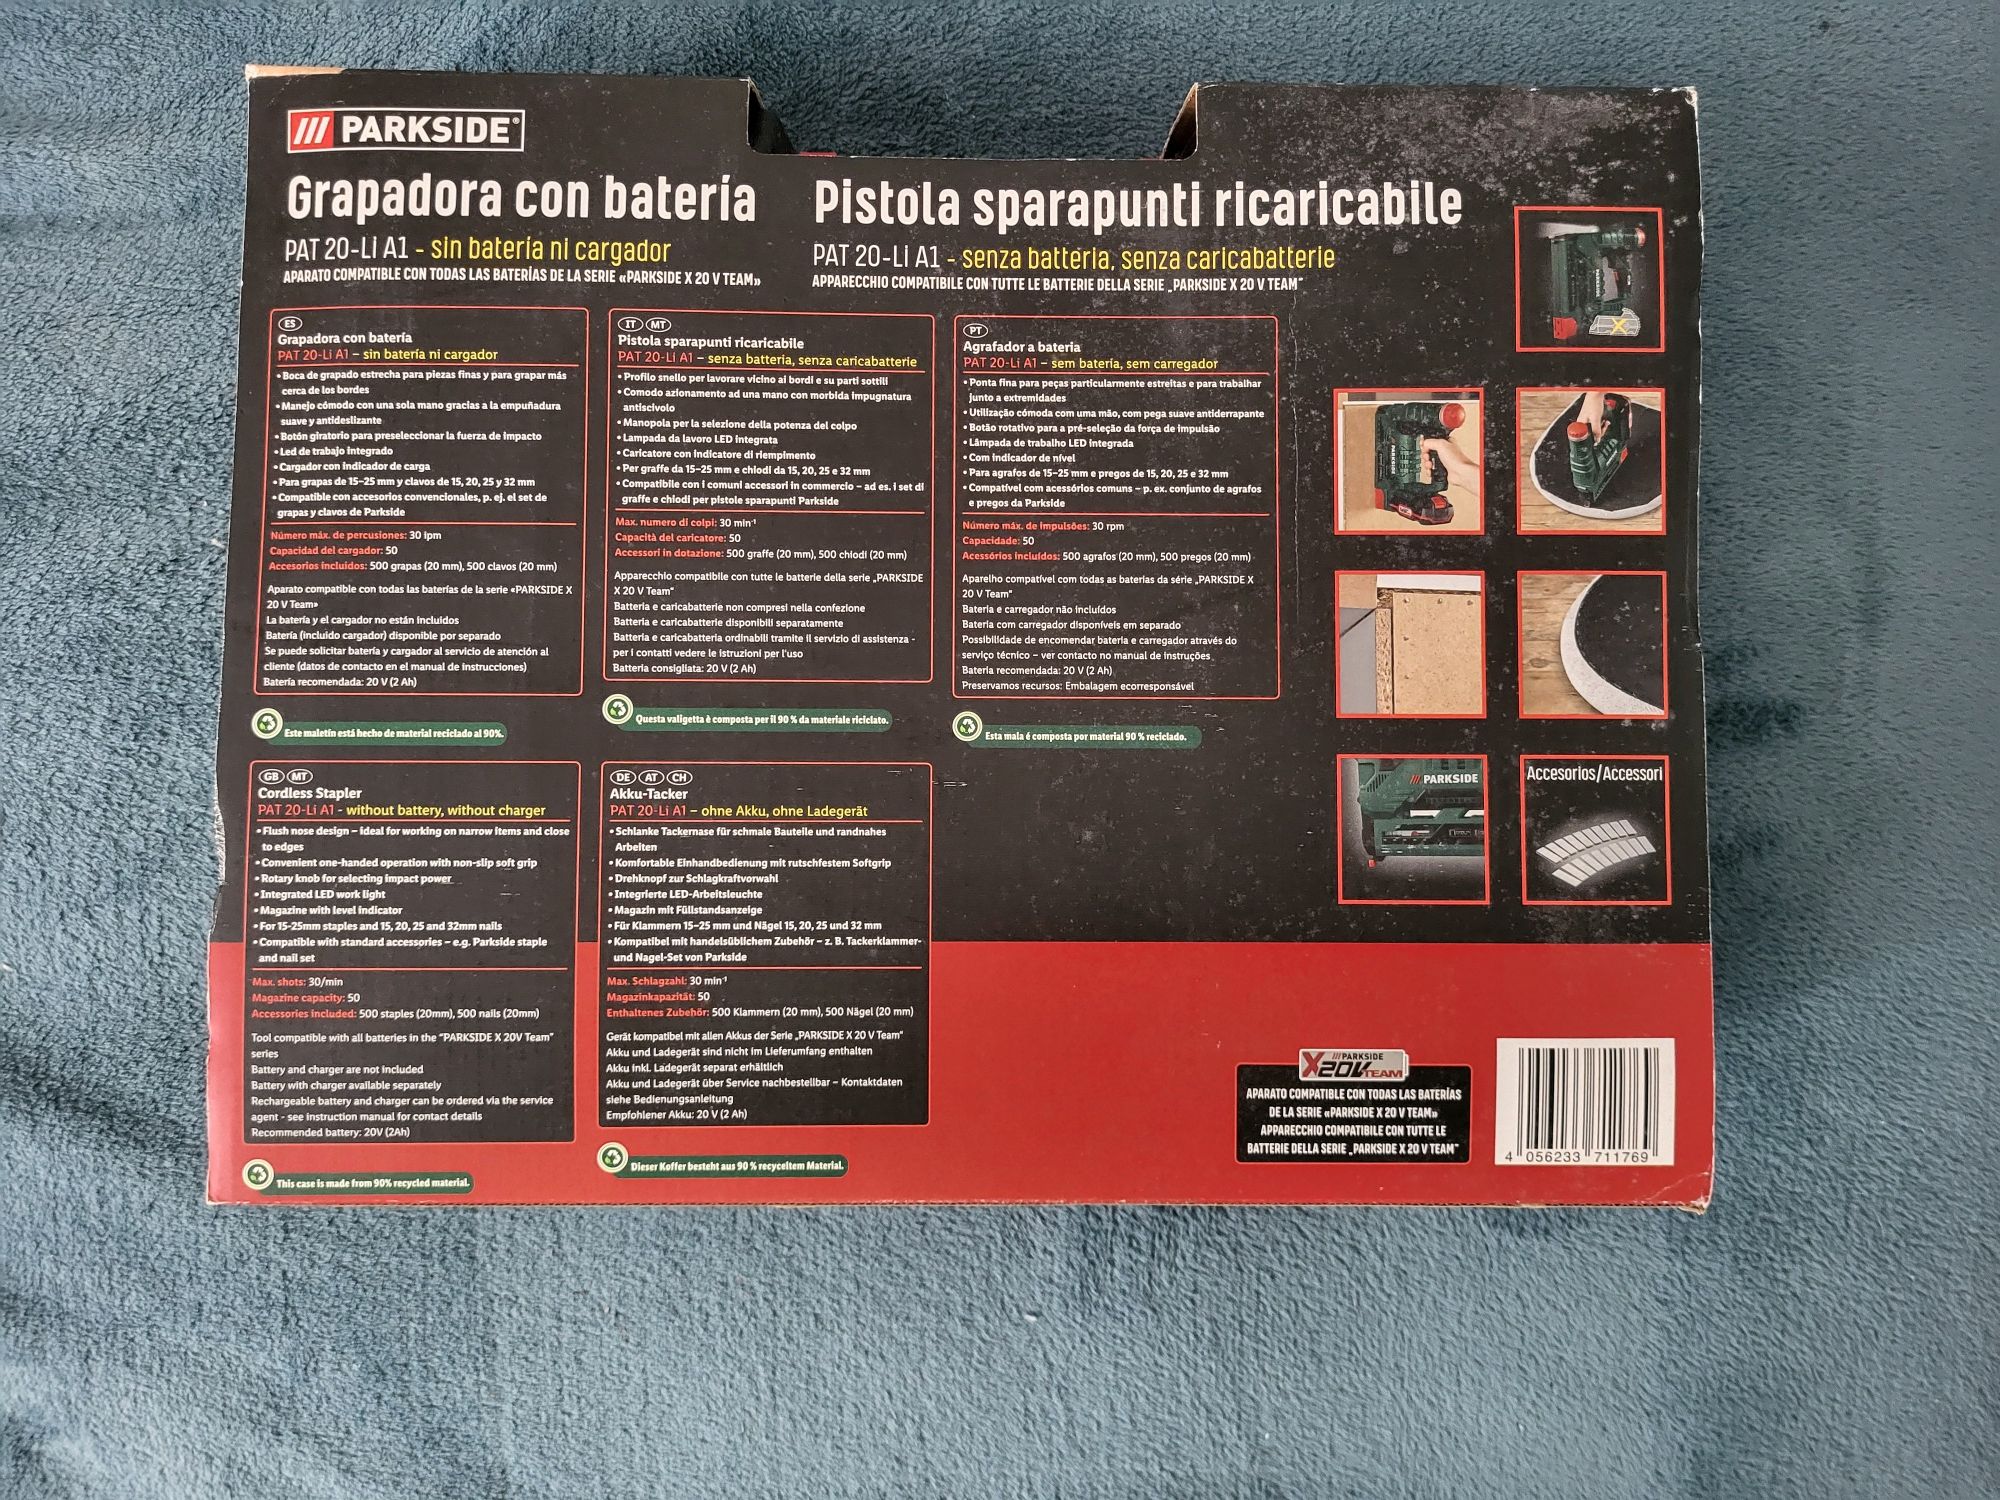 PARKSIDE®
Grapadora con batería
PAT 20-Li A1 - sin batería ni cargador
APARATO COMPATIBLE CON TODAS LAS BATERÍAS DE LA SERIE «PARKSIDE X 20 V TEAM»
Pistola sparapunti ricaricabile
PAT 20-Li A1 - senza batteria, senza caricabatterie
APPARECCHIO COMPATIBILE CON TUTTE LE BATTERIE DELLA SERIE „PARKSIDE X 20 V TEAM“
ES
Grapadora con batería
PAT 20-Li A1 – sin batería ni cargador
• Boca de grapado estrecha para piezas finas y para grapar más
cerca de los bordes
• Manejo cómodo con una sola mano gracias a la empuñadura
suave y antideslizante
• Botón giratorio para preseleccionar la fuerza de impacto
• Led de trabajo integrado
• Cargador con indicador de carga
• Para grapas de 15–25 mm y clavos de 15, 20, 25 y 32 mm
• Compatible con accesorios convencionales, p. ej. el set de
grapas y clavos de Parkside
Número máx. de percusiones: 30 ipm
Capacidad del cargador: 50
Accesorios incluidos: 500 grapas (20 mm), 500 clavos (20 mm)
Aparato compatible con todas las baterías de la serie «PARKSIDE X
20 V Team»
La batería y el cargador no están incluidos
Batería (incluido cargador) disponible por separado
Se puede solicitar batería y cargador al servicio de atención al
cliente (datos de contacto en el manual de instrucciones)
Batería recomendada: 20 V (2 Ah)
Este maletín está hecho de material reciclado al 90%.
IT MT
Pistola sparapunti ricaricabile
PAT 20-Li A1 – senza batteria, senza caricabatterie
• Profilo snello per lavorare vicino ai bordi e su parti sottili
• Comodo azionamento ad una mano con morbida impugnatura
antiscivolo
• Manopola per la selezione della potenza del colpo
• Lampada da lavoro LED integrata
• Caricatore con indicatore di riempimento
• Per graffe da 15–25 mm e chiodi da 15, 20, 25 e 32 mm
• Compatibile con i comuni accessori in commercio – ad es. i set di
graffe e chiodi per pistole sparapunti Parkside
Max. numero di colpi: 30 min⁻¹
Capacità del caricatore: 50
Accessori in dotazione: 500 graffe (20 mm), 500 chiodi (20 mm)
Apparecchio compatibile con tutte le batterie della serie „PARKSIDE
X 20 V Team“
Batteria e caricabatterie non compresi nella confezione
Batteria e caricabatterie disponibili separatamente
Batteria e caricabatteria ordinabili tramite il servizio di assistenza -
per i contatti vedere le istruzioni per l'uso
Batteria consigliata: 20 V (2 Ah)
Questa valigetta è composta per il 90 % da materiale riciclato.
PT
Agrafador a bateria
PAT 20-Li A1 – sem bateria, sem carregador
• Ponta fina para peças particularmente estreitas e para trabalhar
junto a extremidades
• Utilização cómoda com uma mão, com pega suave antiderrapante
• Botão rotativo para a pré-seleção da força de impulsão
• Lâmpada de trabalho LED integrada
• Com indicador de nível
• Para agrafos de 15–25 mm e pregos de 15, 20, 25 e 32 mm
• Compatível com acessórios comuns – p. ex. conjunto de agrafos
e pregos da Parkside
Número máx. de impulsões: 30 rpm
Capacidade: 50
Acessórios incluídos: 500 agrafos (20 mm), 500 pregos (20 mm)
Aparelho compatível com todas as baterias da série „PARKSIDE X
20 V Team“
Bateria e carregador não incluídos
Bateria com carregador disponíveis em separado
Possibilidade de encomendar bateria e carregador através do
serviço técnico – ver contacto no manual de instruções
Bateria recomendada: 20 V (2 Ah)
Preservamos recursos: Embalagem ecorresponsável
Esta mala é composta por material 90 % reciclado.
GB MT
Cordless Stapler
PAT 20-Li A1 - without battery, without charger
• Flush nose design – ideal for working on narrow items and close
to edges
• Convenient one-handed operation with non-slip soft grip
• Rotary knob for selecting impact power
• Integrated LED work light
• Magazine with level indicator
• For 15-25mm staples and 15, 20, 25 and 32mm nails
• Compatible with standard accessories – e.g. Parkside staple
and nail set
Max. shots: 30/min
Magazine capacity: 50
Accessories included: 500 staples (20mm), 500 nails (20mm)
Tool compatible with all batteries in the “PARKSIDE X 20V Team”
series
Battery and charger are not included
Battery with charger available separately
Rechargeable battery and charger can be ordered via the service
agent - see instruction manual for contact details
Recommended battery: 20V (2Ah)
This case is made from 90% recycled material.
DE AT CH
Akku-Tacker
PAT 20-Li A1 – ohne Akku, ohne Ladegerät
• Schlanke Tackernase für schmale Bauteile und randnahes
Arbeiten
• Komfortable Einhandbedienung mit rutschfestem Softgrip
• Drehknopf zur Schlagkraftvorwahl
• Integrierte LED-Arbeitsleuchte
• Magazin mit Füllstandsanzeige
• Für Klammern 15–25 mm und Nägel 15, 20, 25 und 32 mm
• Kompatibel mit handelsüblichem Zubehör – z. B. Tackerklammer-
und Nagel-Set von Parkside
Max. Schlagzahl: 30 min⁻¹
Magazinkapazität: 50
Enthaltenes Zubehör: 500 Klammern (20 mm), 500 Nägel (20 mm)
Gerät kompatibel mit allen Akkus der Serie „PARKSIDE X 20 V Team“
Akku und Ladegerät sind nicht im Lieferumfang enthalten
Akku inkl. Ladegerät separat erhältlich
Akku und Ladegerät über Service nachbestellbar – Kontaktdaten
siehe Bedienungsanleitung
Empfohlener Akku: 20 V (2 Ah)
Dieser Koffer besteht aus 90 % recyceltem Material.
PARKSIDE
Accesorios/Accessori
PARKSIDE
X20V TEAM
APARATO COMPATIBLE CON TODAS LAS BATERÍAS
DE LA SERIE «PARKSIDE X 20 V TEAM»
APPARECCHIO COMPATIBILE CON TUTTE LE
BATTERIE DELLA SERIE „PARKSIDE X 20 V TEAM“
4 056233 711769